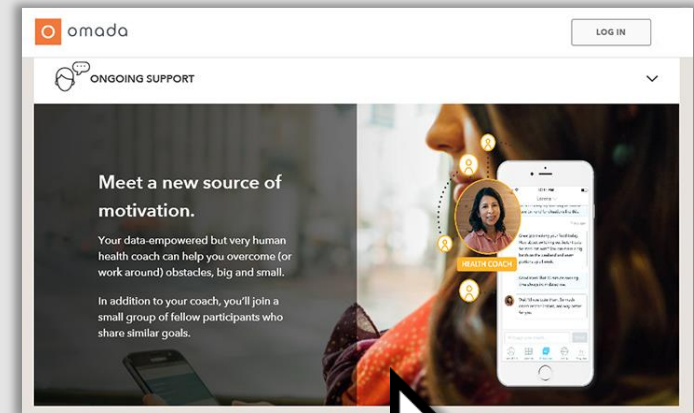 omada
LOG IN
ONGOING SUPPORT
Meet a new source of
motivation.
Your data-empowered but very human
health coach can help you overcome (or
work around) obstacles, big and small.
In addition to your coach, you'll join a
small group of fellow participants who
share similar goals.
HEALTH COACH